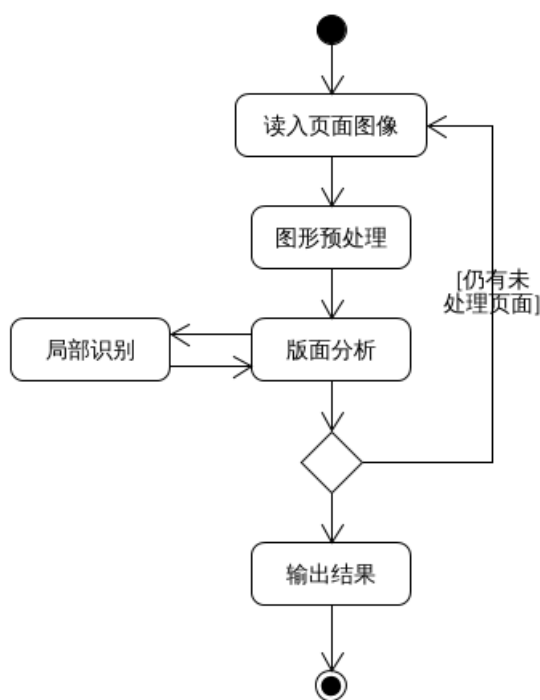 读入页面图像
图形预处理
[仍有未
处理页面]
局部识别
版面分析
输出结果